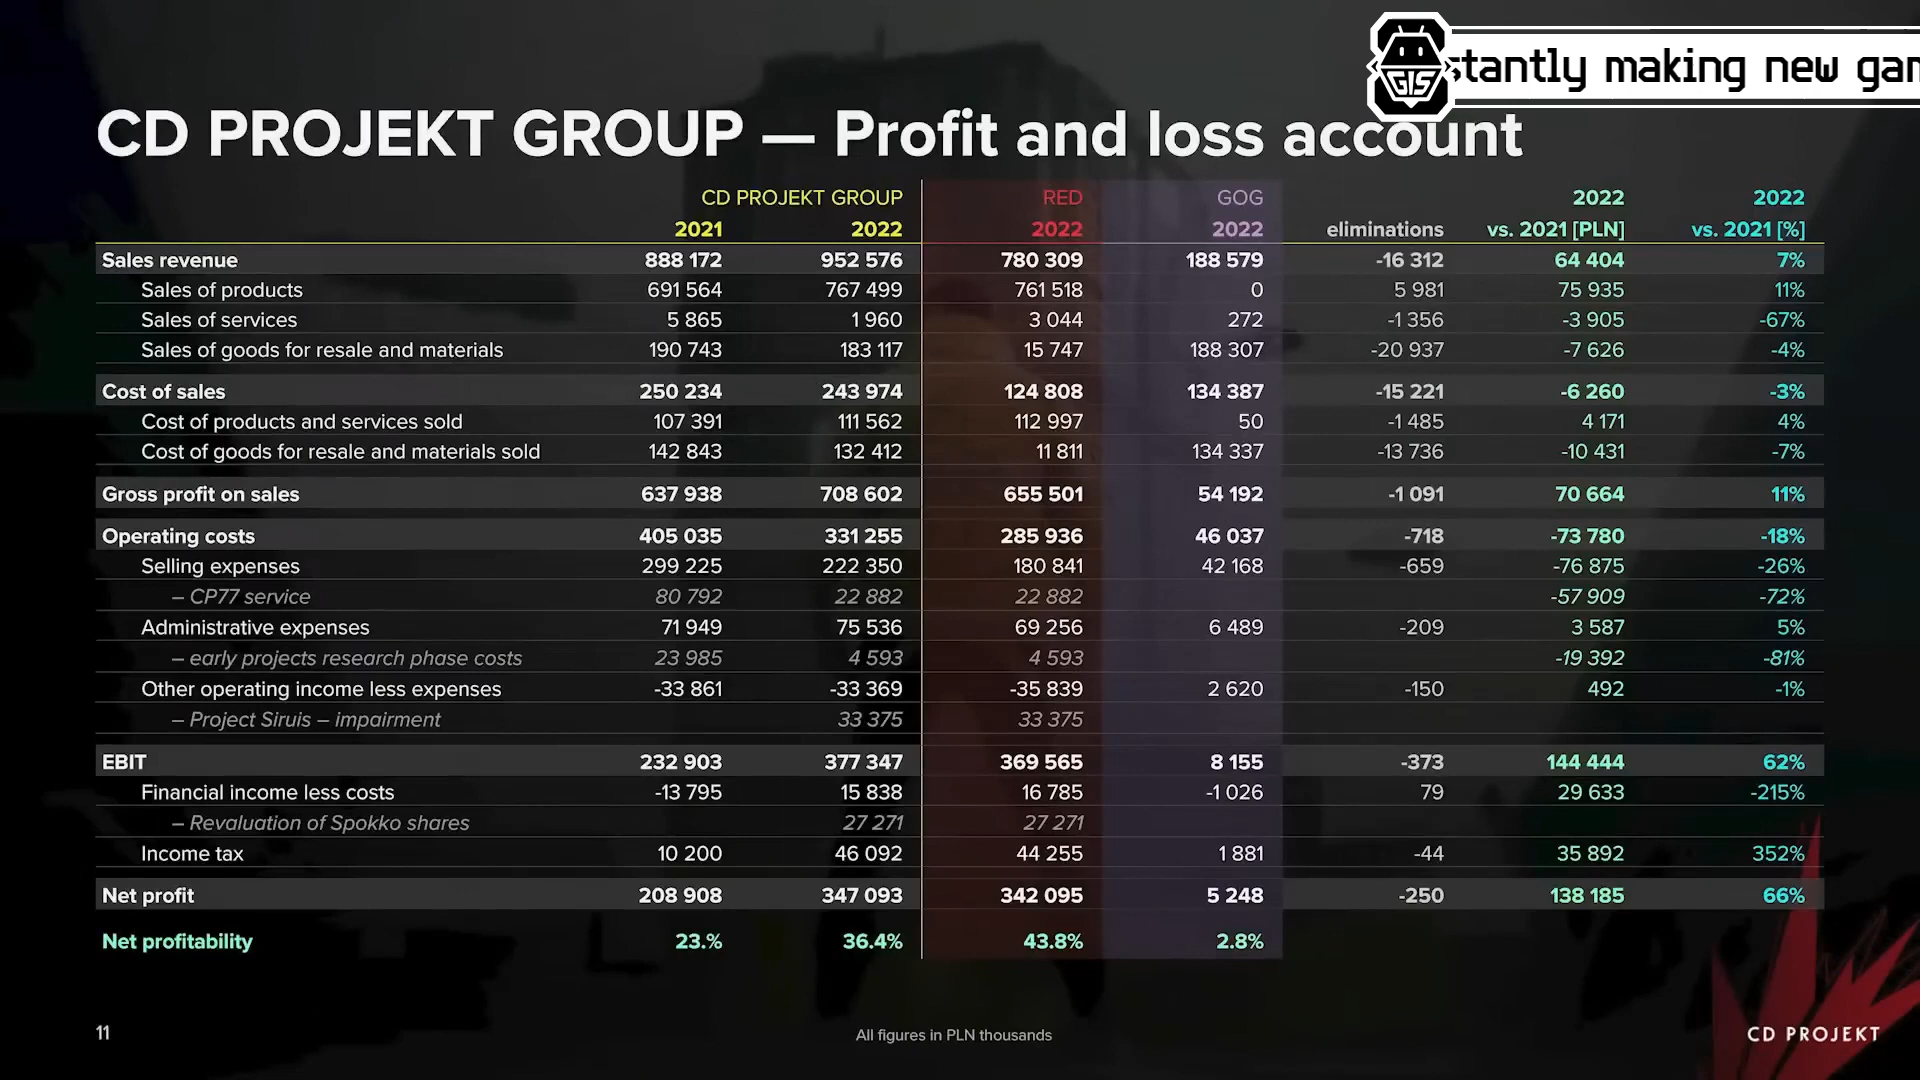 GIS
stantly making new gam
CD PROJEKT GROUP — Profit and loss account
CD PROJEKT GROUP RED GOG 2022 2022
2021 2022 2022 2022 eliminations vs. 2021 [PLN] vs. 2021 [%]
Sales revenue 888 172 952 576 780 309 188 579 -16 312 64 404 7%
Sales of products 691 564 767 499 761 518 0 5 981 75 935 11%
Sales of services 5 865 1 960 3 044 272 -1 356 -3 905 -67%
Sales of goods for resale and materials 190 743 183 117 15 747 188 307 -20 937 -7 626 -4%
Cost of sales 250 234 243 974 124 808 134 387 -15 221 -6 260 -3%
Cost of products and services sold 107 391 111 562 112 997 50 -1 485 4 171 4%
Cost of goods for resale and materials sold 142 843 132 412 11 811 134 337 -13 736 -10 431 -7%
Gross profit on sales 637 938 708 602 655 501 54 192 -1 091 70 664 11%
Operating costs 405 035 331 255 285 936 46 037 -718 -73 780 -18%
Selling expenses 299 225 222 350 180 841 42 168 -659 -76 875 -26%
– CP77 service 80 792 22 882 22 882 -57 909 -72%
Administrative expenses 71 949 75 536 69 256 6 489 -209 3 587 5%
– early projects research phase costs 23 985 4 593 4 593 -19 392 -81%
Other operating income less expenses -33 861 -33 369 -35 839 2 620 -150 492 -1%
– Project Siruis – impairment 33 375 33 375
EBIT 232 903 377 347 369 565 8 155 -373 144 444 62%
Financial income less costs -13 795 15 838 16 785 -1 026 79 29 633 -215%
– Revaluation of Spokko shares 27 271 27 271
Income tax 10 200 46 092 44 255 1 881 -44 35 892 352%
Net profit 208 908 347 093 342 095 5 248 -250 138 185 66%
Net profitability 23.% 36.4% 43.8% 2.8%
11 All figures in PLN thousands CD PROJEKT